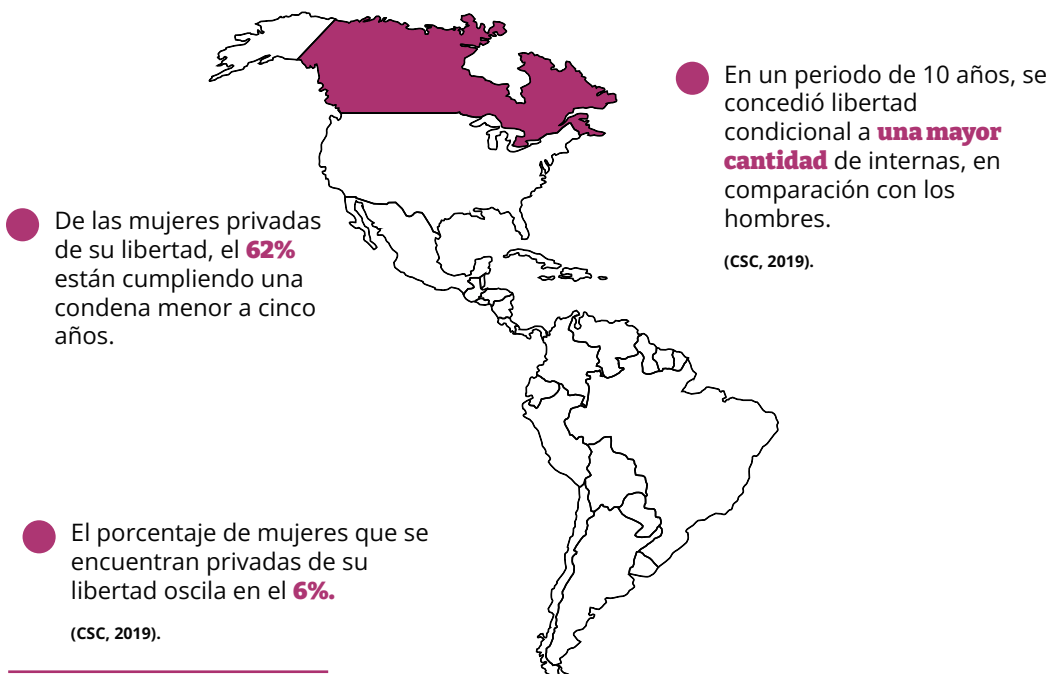 En un periodo de 10 años, se
concedió libertad
condicional a una mayor
cantidad de internas, en
comparación con los
hombres.
(CSC, 2019).
De las mujeres privadas
de su libertad, el 62%
están cumpliendo una
condena menor a cinco
años.
El porcentaje de mujeres que se
encuentran privadas de su
libertad oscila en el 6%.
(CSC, 2019).